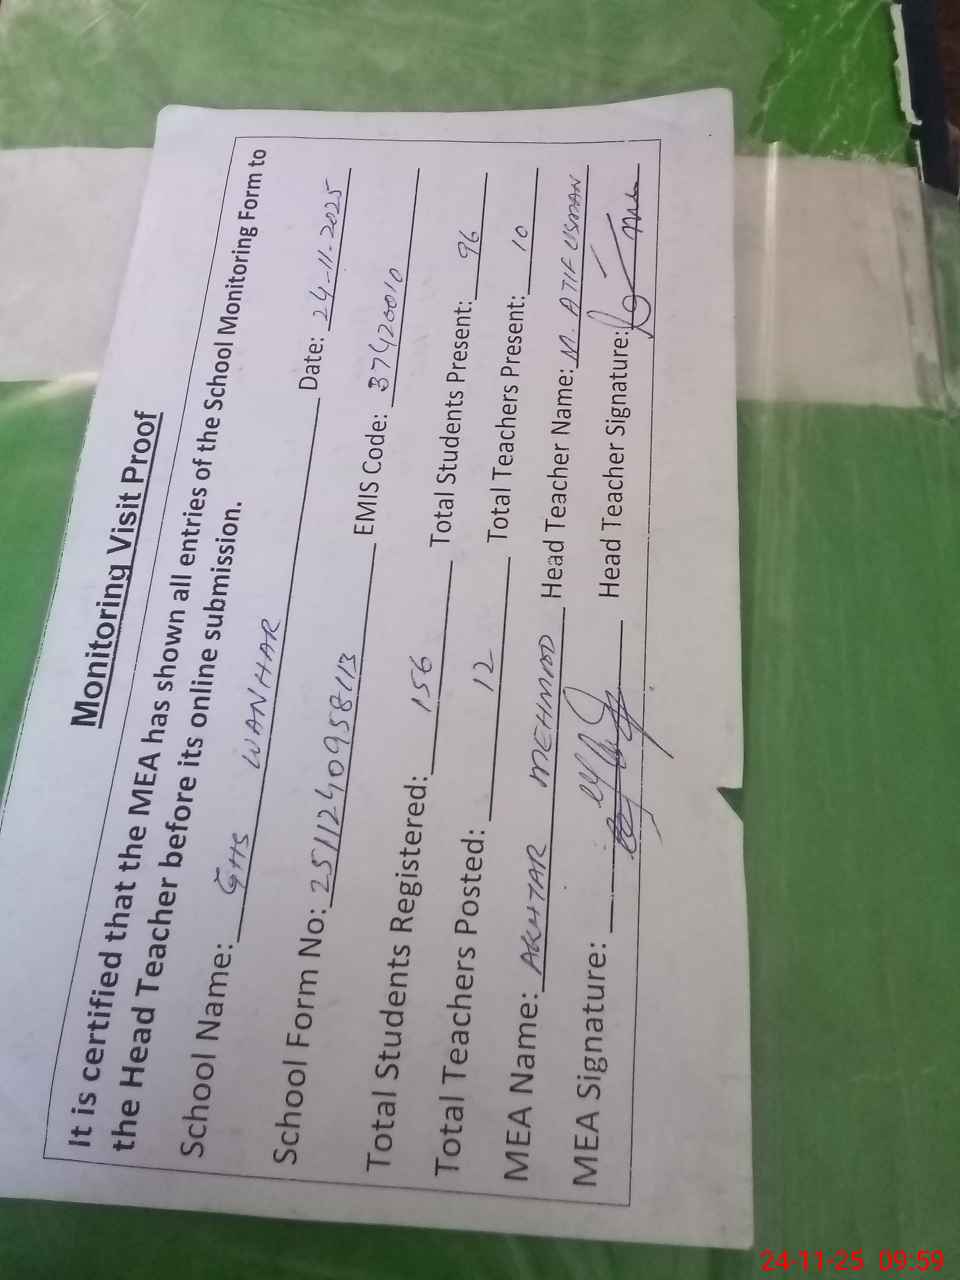 Monitoring Visit Proof
It is certified that the MEA has shown all entries of the School Monitoring Form to
the Head Teacher before its online submission.
School Name: GHS WANHAR Date: 24-11-2025
School Form No: 2511240958113 EMIS Code: 37420010
Total Students Registered: 156 Total Students Present: 96
Total Teachers Posted: 12 Total Teachers Present: 10
MEA Name: AKHTAR MEHMOOD Head Teacher Name: M. ATIF USMAN
MEA Signature: Head Teacher Signature:
24-11-25 09:59